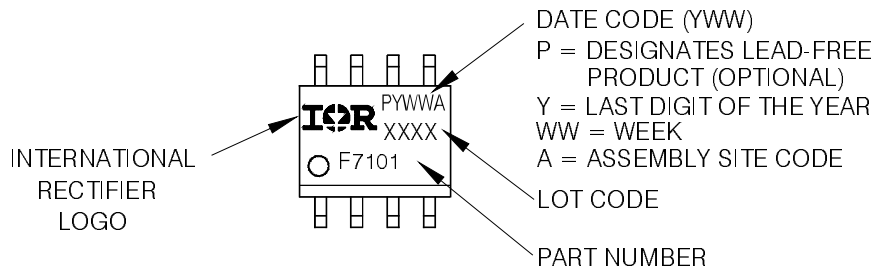 DATE CODE (YWW)
P = DESIGNATES LEAD-FREE
PRODUCT (OPTIONAL)
Y = LAST DIGIT OF THE YEAR
WW = WEEK
A = ASSEMBLY SITE CODE
PYWWA
IOR
XXXX
F7101
INTERNATIONAL
RECTIFIER
LOGO
LOT CODE
PART NUMBER